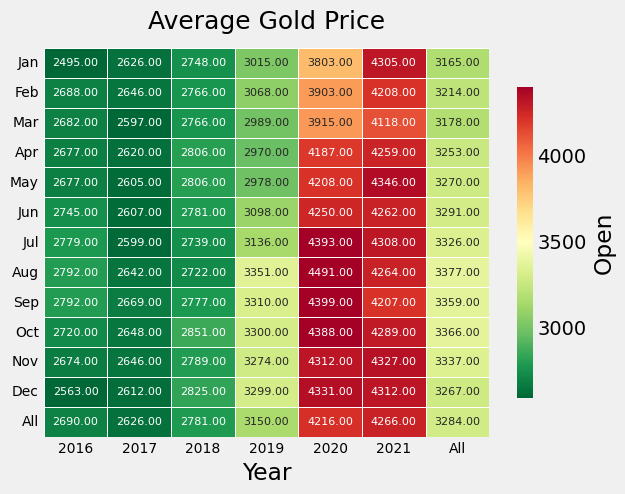 Average Gold Price
Jan 2495.00 2626.00 2748.00 3015.00 3803.00 4305.00 3165.00
Feb 2688.00 2646.00 2766.00 3068.00 3903.00 4208.00 3214.00
Mar 2682.00 2597.00 2766.00 2989.00 3915.00 4118.00 3178.00
Apr 2677.00 2620.00 2806.00 2970.00 4187.00 4259.00 3253.00
May 2677.00 2605.00 2806.00 2978.00 4208.00 4346.00 3270.00
Jun 2745.00 2607.00 2781.00 3098.00 4250.00 4262.00 3291.00
Jul 2779.00 2599.00 2739.00 3136.00 4393.00 4308.00 3326.00
Aug 2792.00 2642.00 2722.00 3351.00 4491.00 4264.00 3377.00
Sep 2792.00 2669.00 2777.00 3310.00 4399.00 4207.00 3359.00
Oct 2720.00 2648.00 2851.00 3300.00 4388.00 4289.00 3366.00
Nov 2674.00 2646.00 2789.00 3274.00 4312.00 4327.00 3337.00
Dec 2563.00 2612.00 2825.00 3299.00 4331.00 4312.00 3267.00
All 2690.00 2626.00 2781.00 3150.00 4216.00 4266.00 3284.00
2016 2017 2018 2019 2020 2021 All
Year
4000
3500
3000
Open